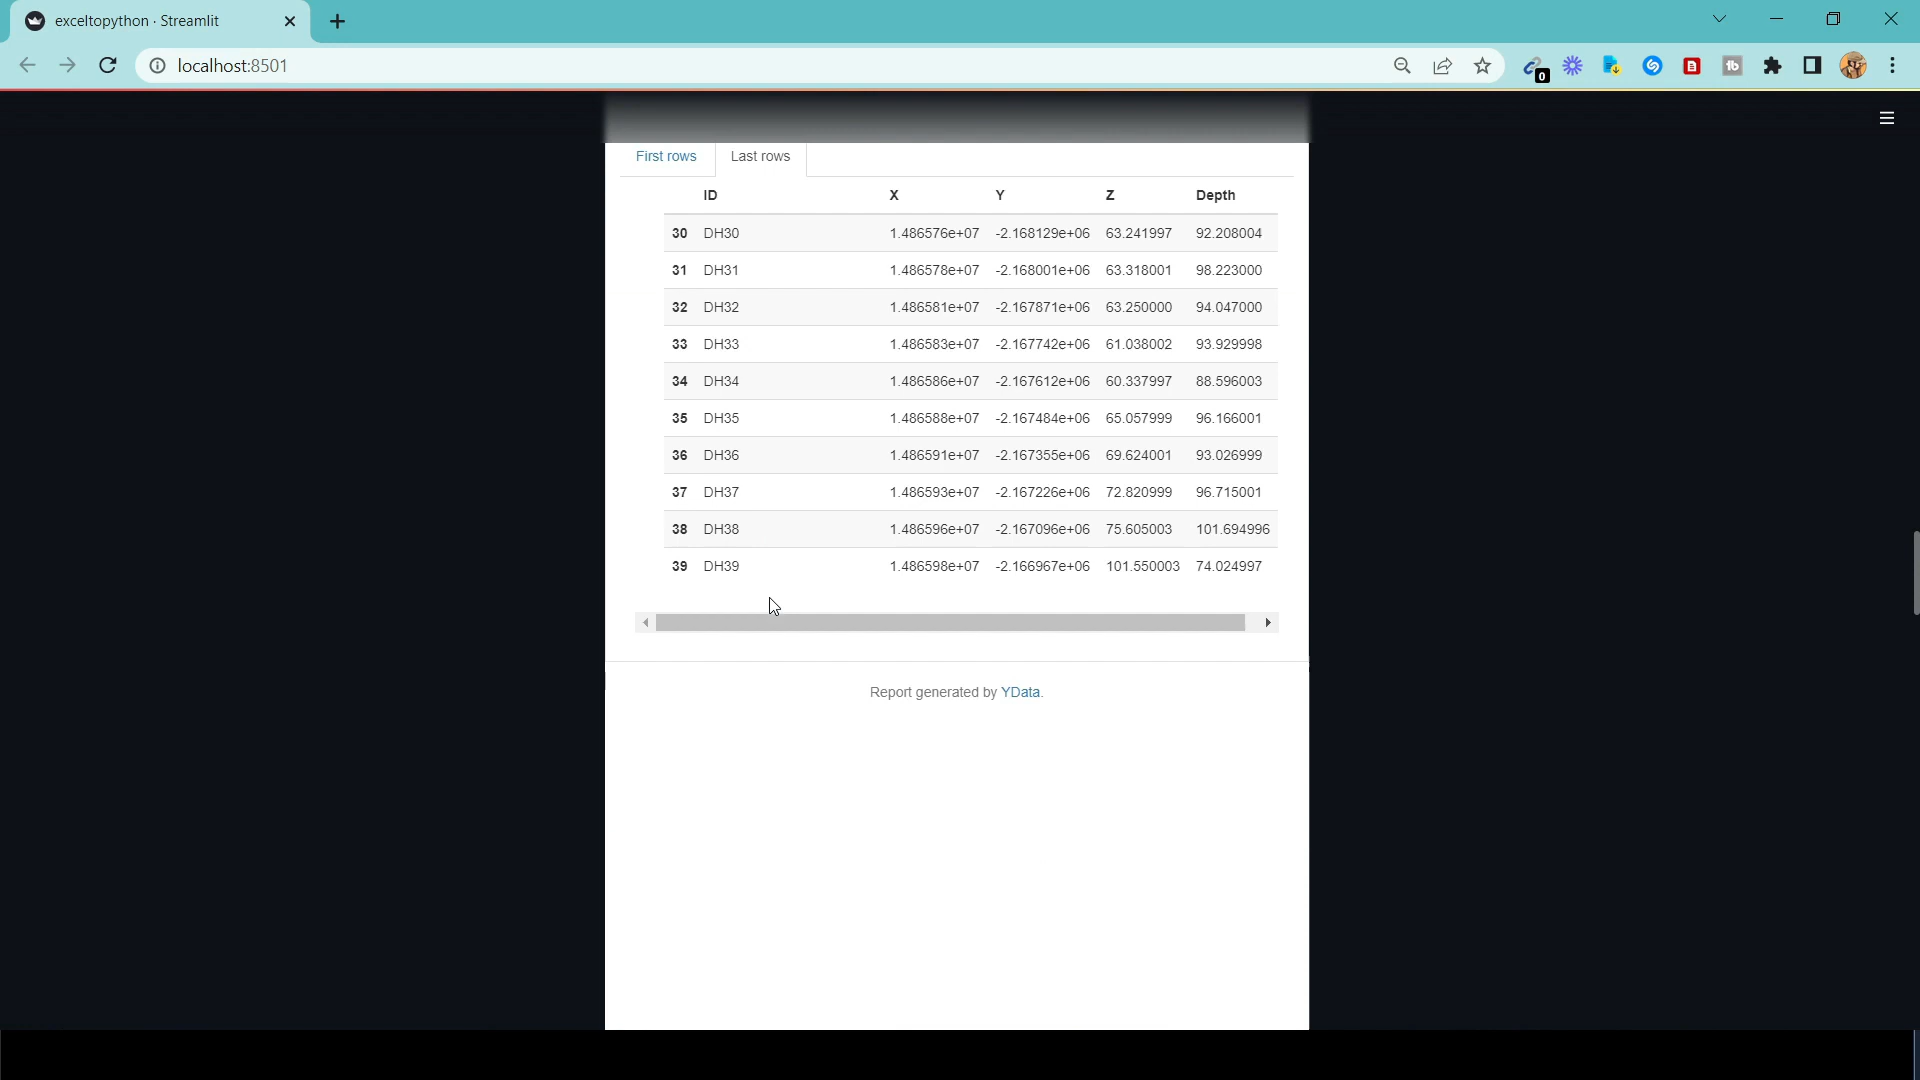 exceltopython · Streamlit
localhost:8501
0
tb
First rows Last rows
ID X Y Z Depth
30 DH30 1.486576e+07 -2.168129e+06 63.241997 92.208004
31 DH31 1.486578e+07 -2.168001e+06 63.318001 98.223000
32 DH32 1.486581e+07 -2.167871e+06 63.250000 94.047000
33 DH33 1.486583e+07 -2.167742e+06 61.038002 93.929998
34 DH34 1.486586e+07 -2.167612e+06 60.337997 88.596003
35 DH35 1.486588e+07 -2.167484e+06 65.057999 96.166001
36 DH36 1.486591e+07 -2.167355e+06 69.624001 93.026999
37 DH37 1.486593e+07 -2.167226e+06 72.820999 96.715001
38 DH38 1.486596e+07 -2.167096e+06 75.605003 101.694996
39 DH39 1.486598e+07 -2.166967e+06 101.550003 74.024997
Report generated by YData.